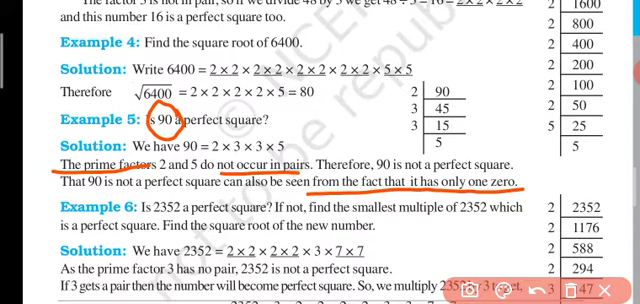 and this number 16 is a perfect square too.
Example 4: Find the square root of 6400.
Solution: Write 6400 = 2 × 2 × 2 × 2 × 2 × 2 × 2 × 2 × 5 × 5
Therefore √6400 = 2 × 2 × 2 × 2 × 5 = 80
Example 5: Is 90 a perfect square?
Solution: We have 90 = 2 × 3 × 3 × 5
The prime factors 2 and 5 do not occur in pairs. Therefore, 90 is not a perfect square.
That 90 is not a perfect square can also be seen from the fact that it has only one zero.
Example 6: Is 2352 a perfect square? If not, find the smallest multiple of 2352 which
is a perfect square. Find the square root of the new number.
Solution: We have 2352 = 2 × 2 × 2 × 2 × 3 × 7 × 7
As the prime factor 3 has no pair, 2352 is not a perfect square.
If 3 gets a pair then the number will become perfect square. So, we multiply
2 90
3 45
3 15
5
2 1600
2 800
2 400
2 200
2 100
2 50
5 25
5
2 2352
2 1176
2 588
2 294
3 147
not to be republ
© NCER